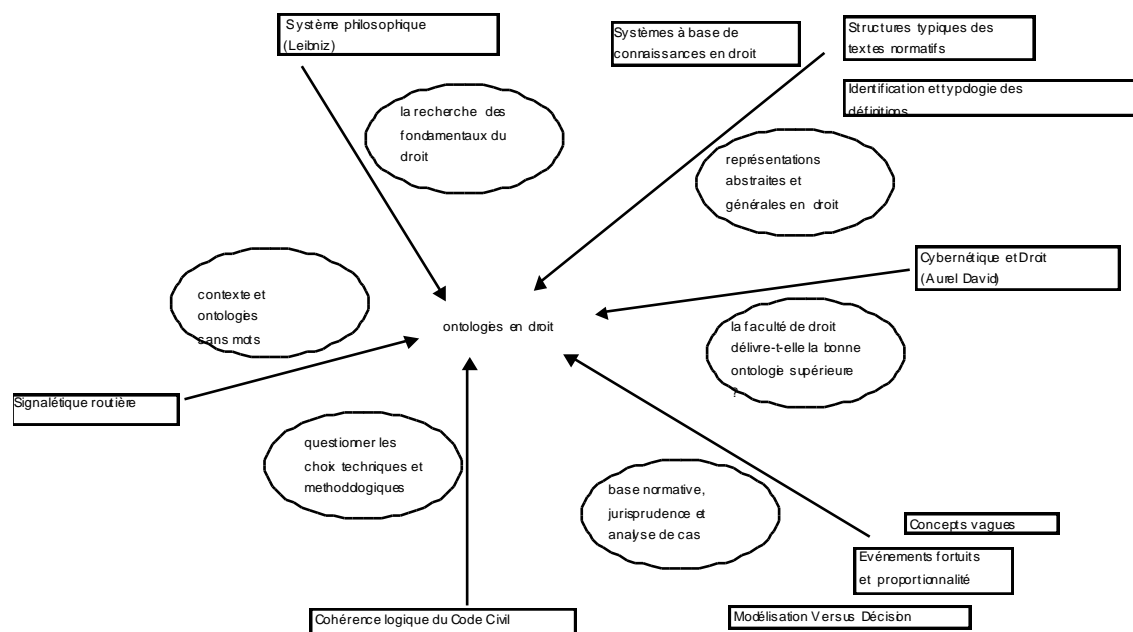 Système philosophique
(Leibniz)
Systèmes à base de
connaissances en droit
Structures typiques des
textes normatifs
Identification et typologie des
définitions
la recherche des
fondamentaux du
droit
représentations
abstraites et
générales en droit
Cybernétique et Droit
(Aurel David)
contexte et
ontologies
sans mots
ontologies en droit
la faculté de droit
délivre-t-elle la bonne
ontologie supérieure
?
Signalétique routière
questionner les
choix techniques et
methodologiques
base normative,
jurisprudence et
analyse de cas
Concepts vagues
Evénements fortuits
et proportionnalité
Cohérence logique du Code Civil
Modélisation Versus Décision